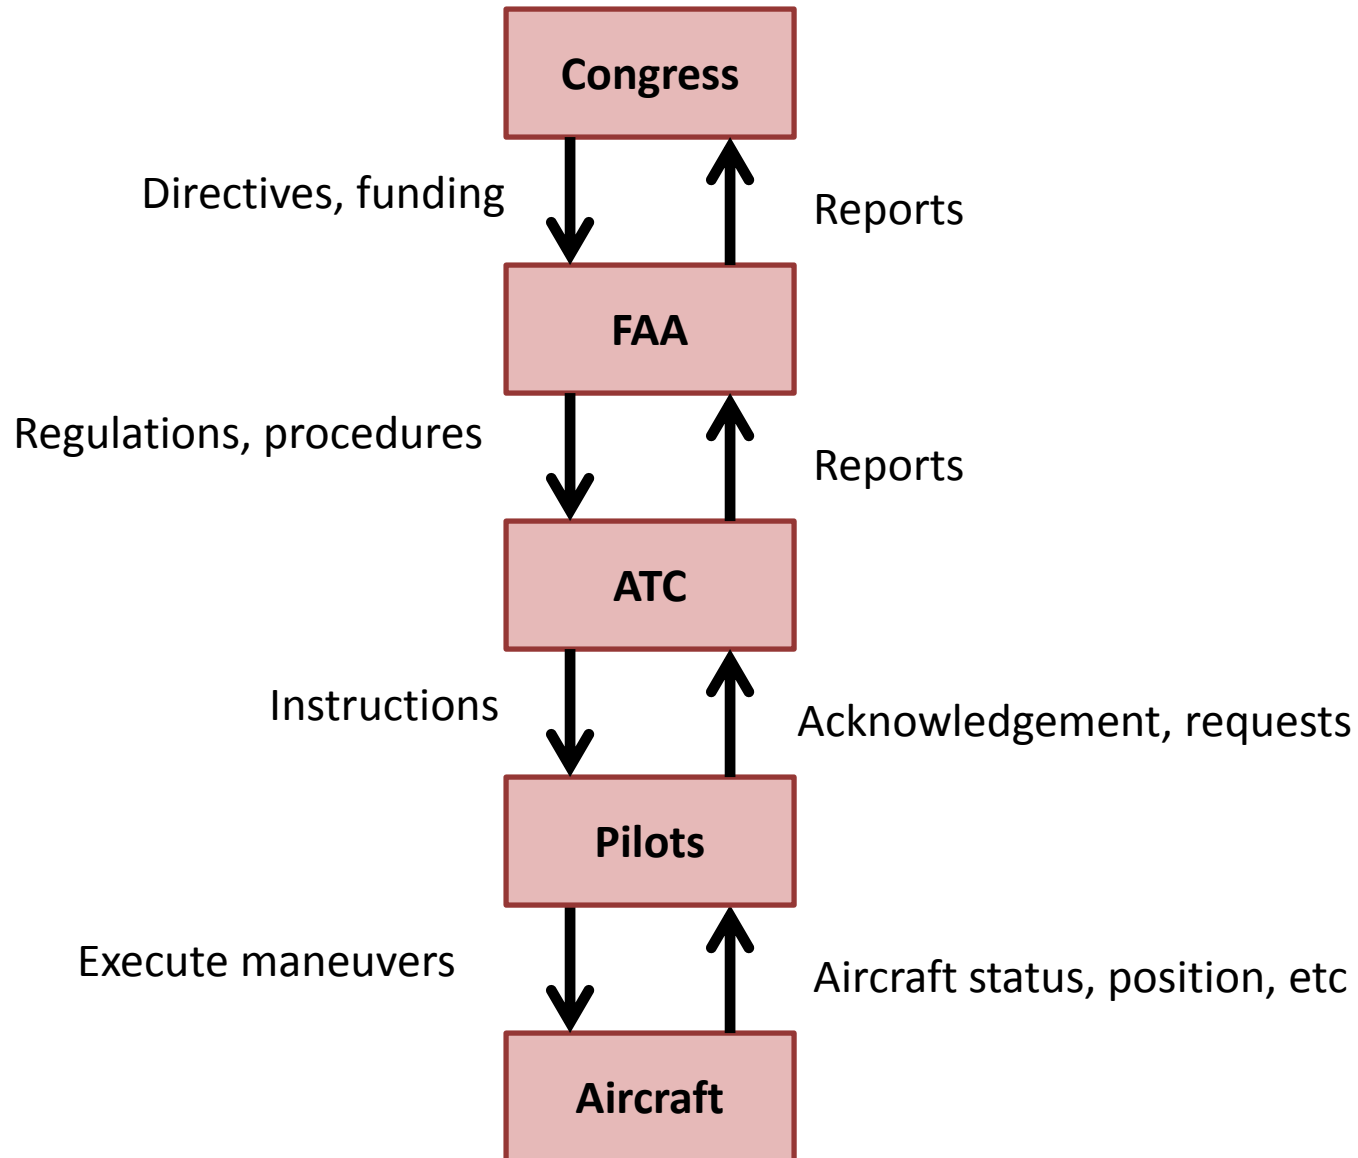 Congress
Directives, funding
Reports
FAA
Regulations, procedures
Reports
ATC
Instructions
Acknowledgement, requests
Pilots
Execute maneuvers
Aircraft status, position, etc
Aircraft